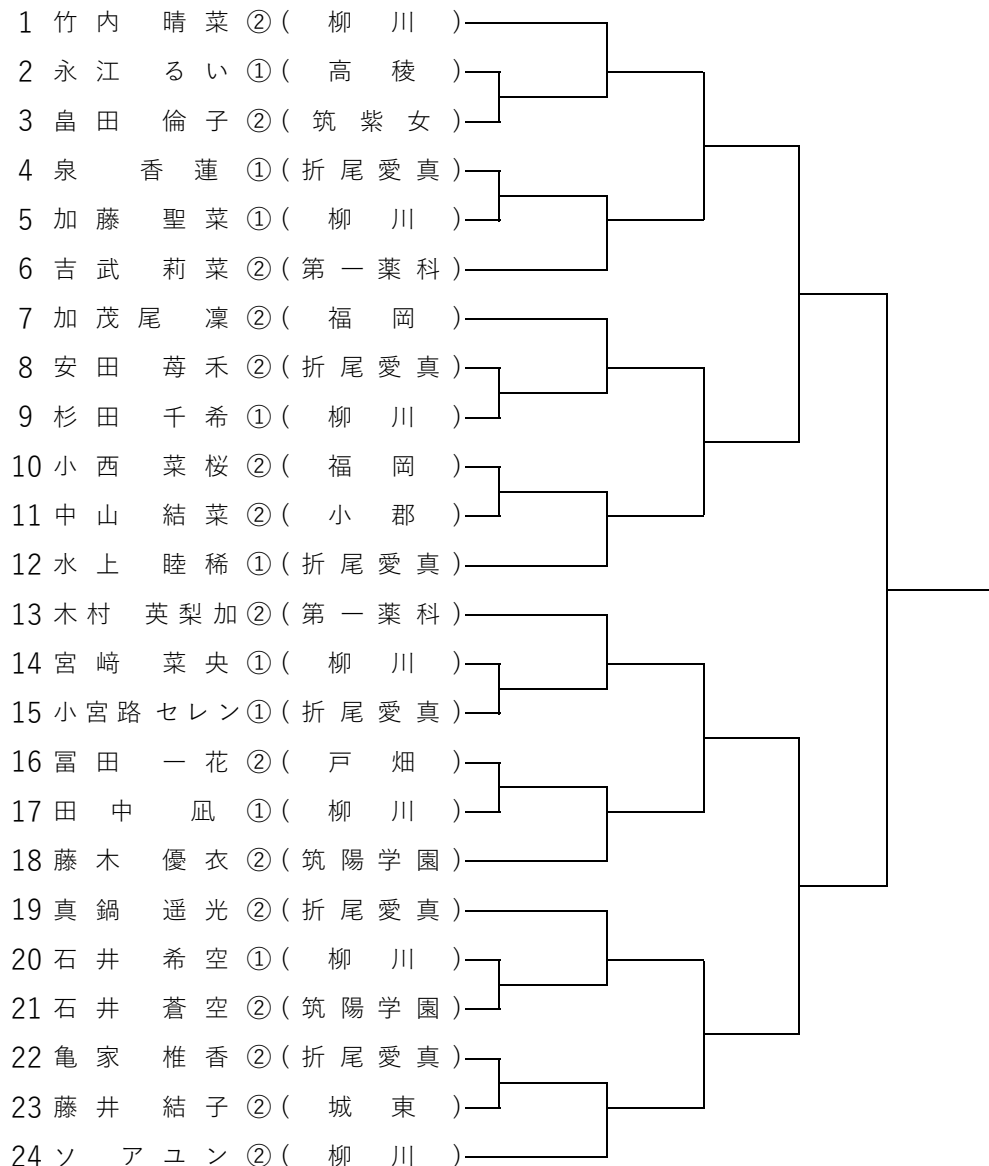 1 竹内 晴菜 ② ( 柳川 )
2 永江 るい ① ( 高稜 )
3 畠田 倫子 ② ( 筑紫女 )
4 泉 香蓮 ① ( 折尾愛真 )
5 加藤 聖菜 ① ( 柳川 )
6 吉武 莉菜 ② ( 第一薬科 )
7 加茂尾 凜 ② ( 福岡 )
8 安田 苺禾 ② ( 折尾愛真 )
9 杉田 千希 ① ( 柳川 )
10 小西 菜桜 ② ( 福岡 )
11 中山 結菜 ② ( 小郡 )
12 水上 睦稀 ① ( 折尾愛真 )
13 木村 英梨加 ② ( 第一薬科 )
14 宮﨑 菜央 ① ( 柳川 )
15 小宮路 セレン ① ( 折尾愛真 )
16 冨田 一花 ② ( 戸畑 )
17 田中 凪 ① ( 柳川 )
18 藤木 優衣 ② ( 筑陽学園 )
19 真鍋 遥光 ② ( 折尾愛真 )
20 石井 希空 ① ( 柳川 )
21 石井 蒼空 ② ( 筑陽学園 )
22 亀家 椎香 ② ( 折尾愛真 )
23 藤井 結子 ② ( 城東 )
24 ソ アユン ② ( 柳川 )